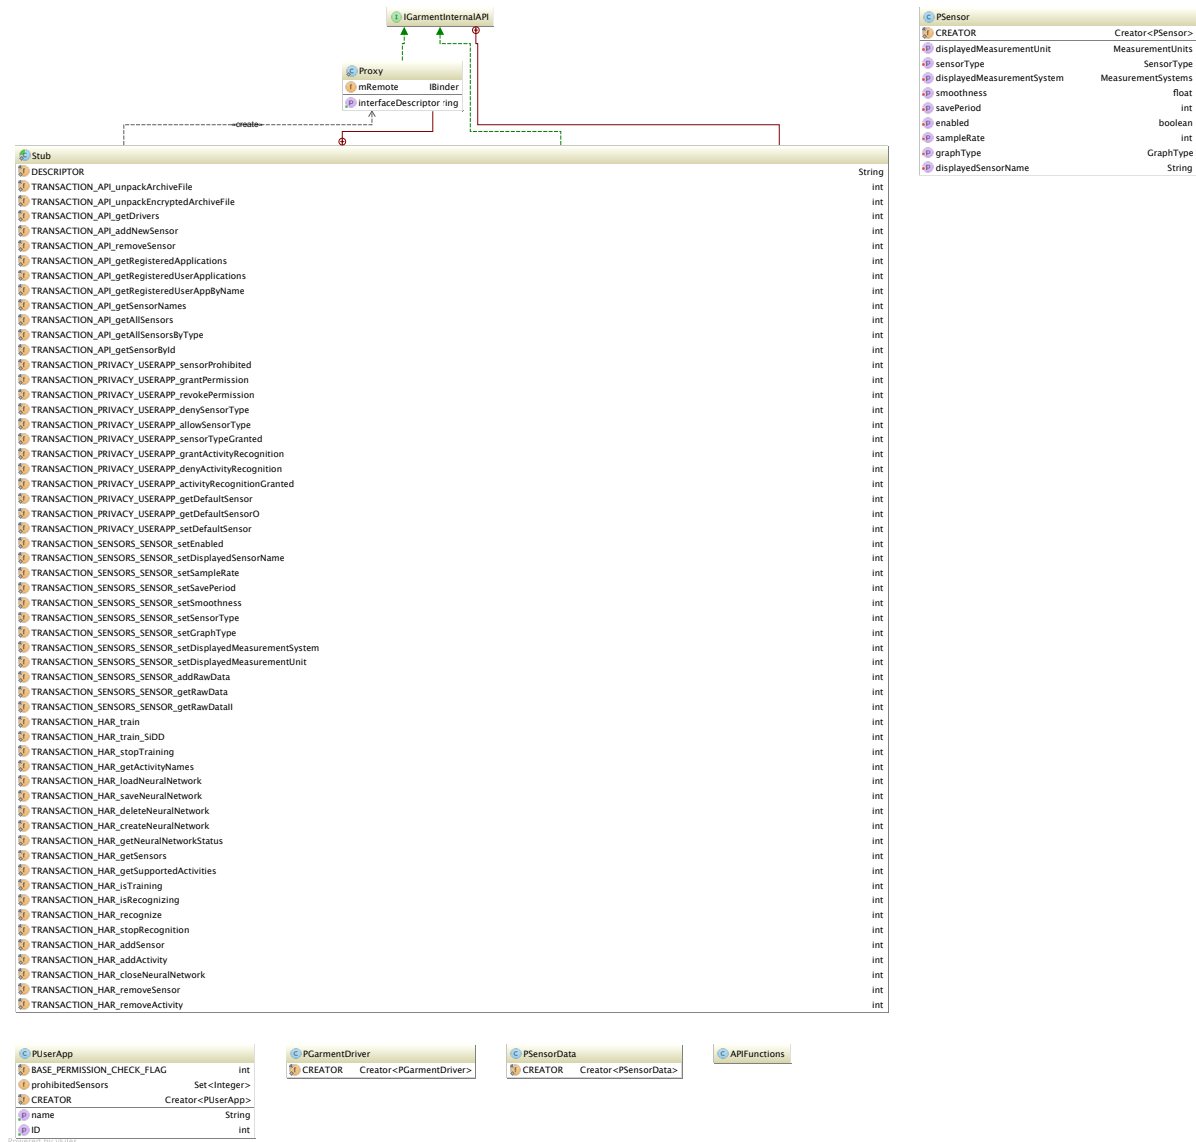 IGarmentInternalAPI
PSensor
CREATOR Creator<PSensor>
displayedMeasurementUnit MeasurementUnits
sensorType SensorType
displayedMeasurementSystem MeasurementSystems
smoothness float
savePeriod int
enabled boolean
sampleRate int
graphType GraphType
displayedSensorName String
Proxy
mRemote IBinder
interfaceDescriptor ring
«create»
Stub
DESCRIPTOR String
TRANSACTION_API_unpackArchiveFile int
TRANSACTION_API_unpackEncryptedArchiveFile int
TRANSACTION_API_getDrivers int
TRANSACTION_API_addNewSensor int
TRANSACTION_API_removeSensor int
TRANSACTION_API_getRegisteredApplications int
TRANSACTION_API_getRegisteredUserApplications int
TRANSACTION_API_getRegisteredUserAppByName int
TRANSACTION_API_getSensorNames int
TRANSACTION_API_getAllSensors int
TRANSACTION_API_getAllSensorsByType int
TRANSACTION_API_getSensorById int
TRANSACTION_PRIVACY_USERAPP_sensorProhibited int
TRANSACTION_PRIVACY_USERAPP_grantPermission int
TRANSACTION_PRIVACY_USERAPP_revokePermission int
TRANSACTION_PRIVACY_USERAPP_denySensorType int
TRANSACTION_PRIVACY_USERAPP_allowSensorType int
TRANSACTION_PRIVACY_USERAPP_sensorTypeGranted int
TRANSACTION_PRIVACY_USERAPP_grantActivityRecognition int
TRANSACTION_PRIVACY_USERAPP_denyActivityRecognition int
TRANSACTION_PRIVACY_USERAPP_activityRecognitionGranted int
TRANSACTION_PRIVACY_USERAPP_getDefaultSensor int
TRANSACTION_PRIVACY_USERAPP_getDefaultSensorO int
TRANSACTION_PRIVACY_USERAPP_setDefaultSensor int
TRANSACTION_SENSORS_SENSOR_setEnabled int
TRANSACTION_SENSORS_SENSOR_setDisplayedSensorName int
TRANSACTION_SENSORS_SENSOR_setSampleRate int
TRANSACTION_SENSORS_SENSOR_setSavePeriod int
TRANSACTION_SENSORS_SENSOR_setSmoothness int
TRANSACTION_SENSORS_SENSOR_setSensorType int
TRANSACTION_SENSORS_SENSOR_setGraphType int
TRANSACTION_SENSORS_SENSOR_setDisplayedMeasurementSystem int
TRANSACTION_SENSORS_SENSOR_setDisplayedMeasurementUnit int
TRANSACTION_SENSORS_SENSOR_addRawData int
TRANSACTION_SENSORS_SENSOR_getRawData int
TRANSACTION_SENSORS_SENSOR_getRawDataII int
TRANSACTION_HAR_train int
TRANSACTION_HAR_train_SiDD int
TRANSACTION_HAR_stopTraining int
TRANSACTION_HAR_getActivityNames int
TRANSACTION_HAR_loadNeuralNetwork int
TRANSACTION_HAR_saveNeuralNetwork int
TRANSACTION_HAR_deleteNeuralNetwork int
TRANSACTION_HAR_createNeuralNetwork int
TRANSACTION_HAR_getNeuralNetworkStatus int
TRANSACTION_HAR_getSensors int
TRANSACTION_HAR_getSupportedActivities int
TRANSACTION_HAR_isTraining int
TRANSACTION_HAR_isRecognizing int
TRANSACTION_HAR_recognize int
TRANSACTION_HAR_stopRecognition int
TRANSACTION_HAR_addSensor int
TRANSACTION_HAR_addActivity int
TRANSACTION_HAR_closeNeuralNetwork int
TRANSACTION_HAR_removeSensor int
TRANSACTION_HAR_removeActivity int
PUserApp
BASE_PERMISSION_CHECK_FLAG int
prohibitedSensors Set<Integer>
CREATOR Creator<PUserApp>
name String
ID int
PGarmentDriver
CREATOR Creator<PGarmentDriver>
PSensorData
CREATOR Creator<PSensorData>
APIFunctions
Powered by yFiles